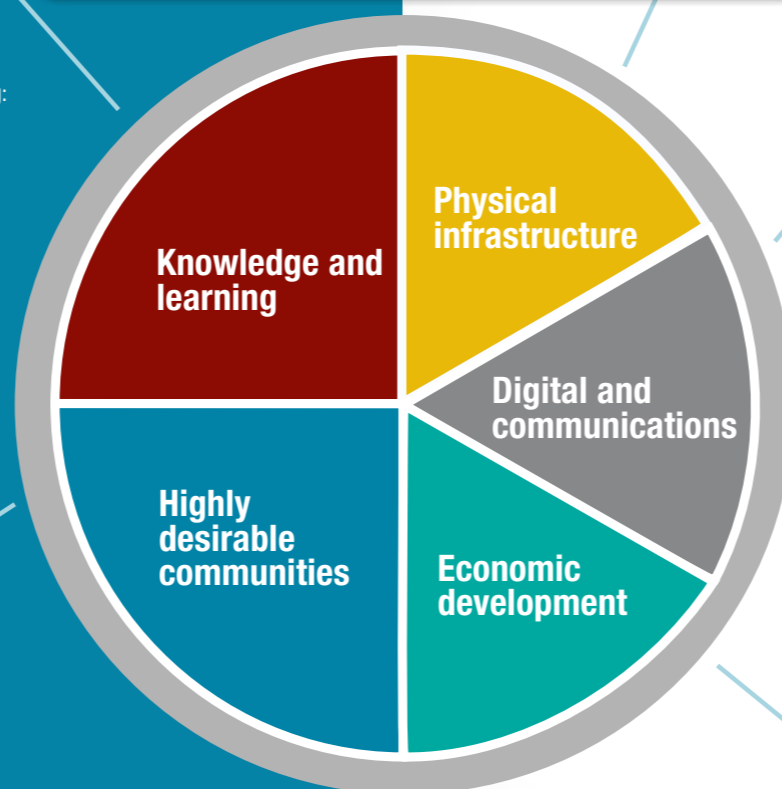 Physical
infrastructure
Knowledge and
learning
Digital and
communications
Highly
desirable
communities
Economic
development